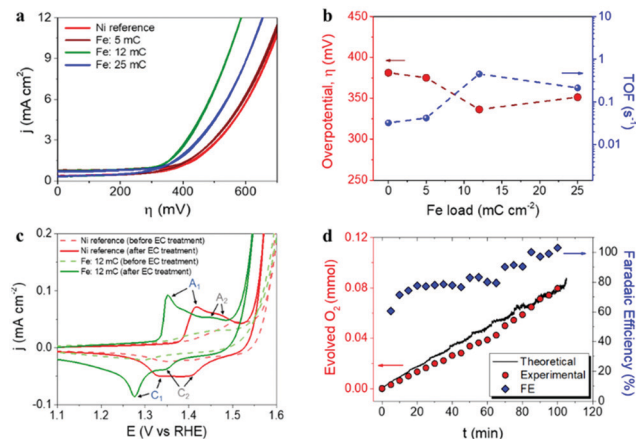 a
12
10
8
6
4
2
0
j (mA cm⁻²)
Ni reference
Fe: 5 mC
Fe: 12 mC
Fe: 25 mC
0 200 400 600
η (mV)
b
450
425
400
375
350
325
300
275
250
Overpotential, η (mV)
10
1
0.1
0.01
TOF (s⁻¹)
0 5 10 15 20 25
Fe load (mC cm⁻²)
c
0.2
0.1
0.0
-0.1
j (mA cm⁻²)
Ni reference (before EC treatment)
Ni reference (after EC treatment)
Fe: 12 mC (before EC treatment)
Fe: 12 mC (after EC treatment)
A₁
A₂
C₁
C₂
1.1 1.2 1.3 1.4 1.5 1.6
E (V vs RHE)
d
0.12
0.08
0.04
0.00
Evolved O₂ (mmol)
100
80
60
40
20
0
Faradaic Efficiency (%)
Theoretical
Experimental
FE
0 20 40 60 80 100 120
t (min)